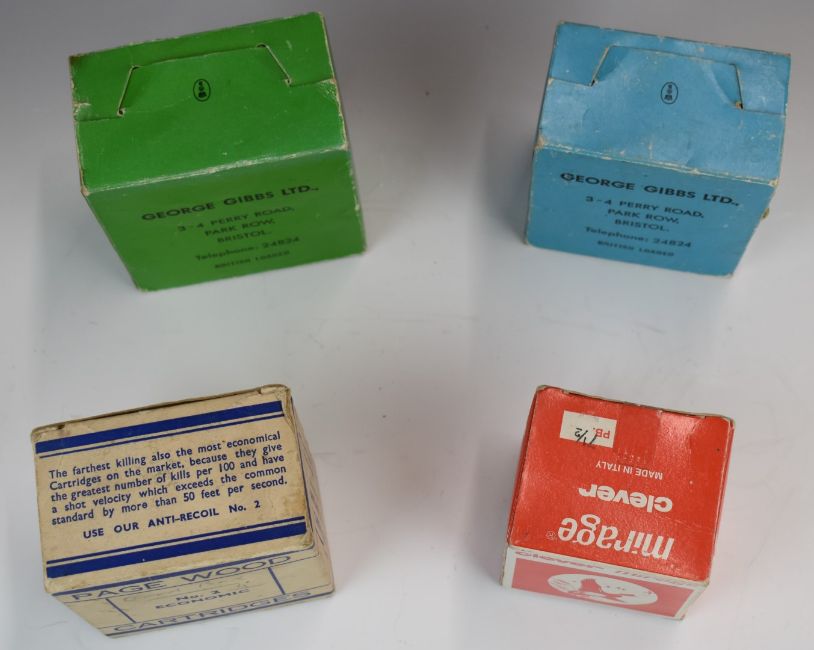 GEORGE GIBBS LTD.,
3-4 PERRY ROAD,
PARK ROW,
BRISTOL.
Telephone: 24824
BRITISH LOADED
GEORGE GIBBS LTD.,
3-4 PERRY ROAD,
PARK ROW,
BRISTOL.
Telephone: 24824
BRITISH LOADED
The farthest killing also the most economical
Cartridges on the market, because they give
the greatest number of kills per 100 and have
a shot velocity which exceeds the common
standard by more than 50 feet per second.
USE OUR ANTI-RECOIL No. 2
PAGE WOOD
No. 2
ECONOMIC
CARTRIDGES
mirage®
clever
MADE IN ITALY
PB. 7½